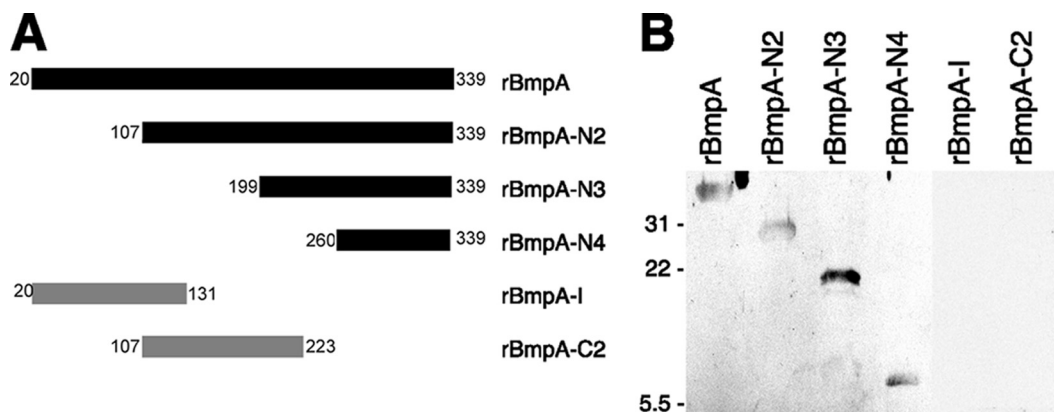 A
20 339 rBmpA
107 339 rBmpA-N2
199 339 rBmpA-N3
260 339 rBmpA-N4
20 131 rBmpA-I
107 223 rBmpA-C2
B
rBmpA
rBmpA-N2
rBmpA-N3
rBmpA-N4
rBmpA-I
rBmpA-C2
31 -
22 -
5.5 -